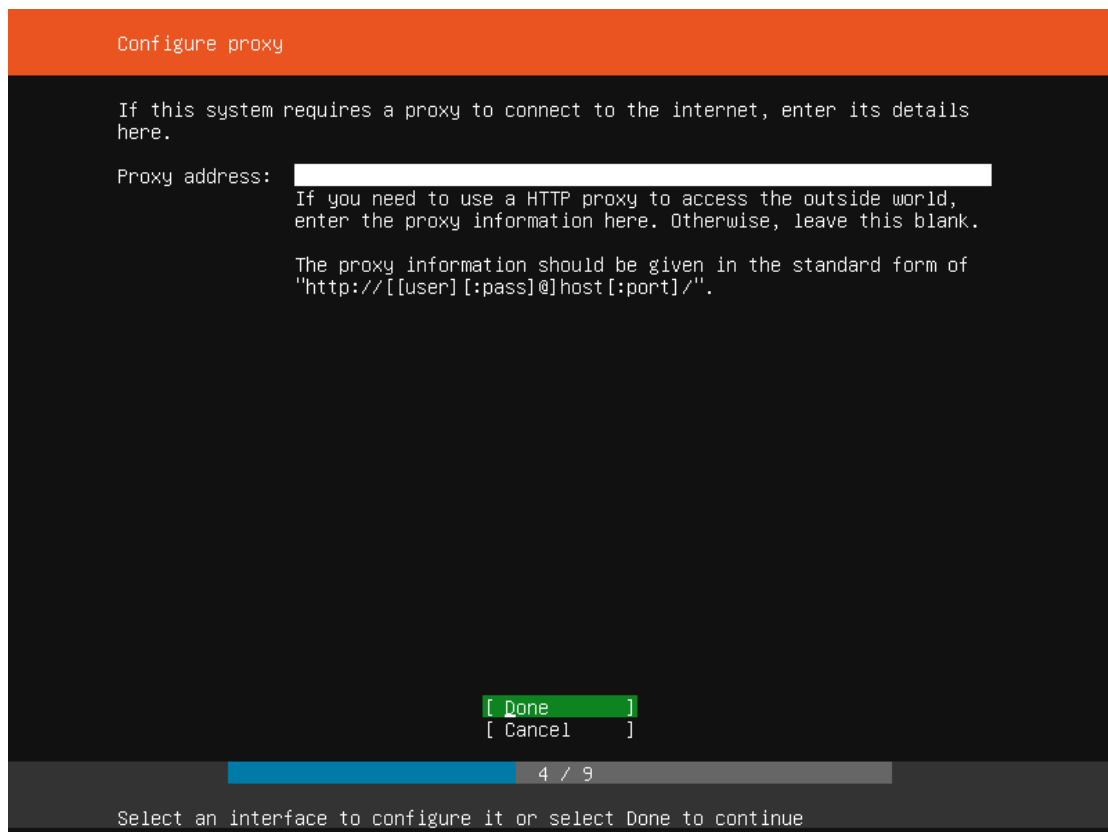 Configure proxy
If this system requires a proxy to connect to the internet, enter its details
here.
Proxy address:
If you need to use a HTTP proxy to access the outside world,
enter the proxy information here. Otherwise, leave this blank.
The proxy information should be given in the standard form of
"http://[[user][:pass]@]host[:port]/".
[ Done ]
[ Cancel ]
4 / 9
Select an interface to configure it or select Done to continue